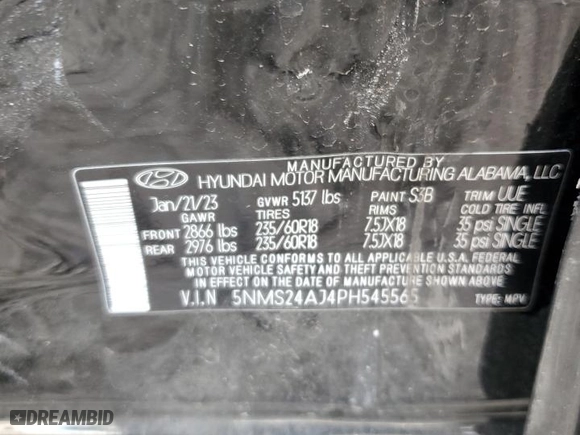 MANUFACTURED BY
HYUNDAI MOTOR MANUFACTURING ALABAMA, LLC
Jan/21/23 GVWR 5137 lbs PAINT S3B TRIM UUE
GAWR TIRES RIMS COLD TIRE INFL
FRONT 2866 lbs 235/60R18 7.5JX18 35 psi SINGLE
REAR 2976 lbs 235/60R18 7.5JX18 35 psi SINGLE
THIS VEHICLE CONFORMS TO ALL APPLICABLE U.S.A. FEDERAL
MOTOR VEHICLE SAFETY AND THEFT PREVENTION STANDARDS IN
EFFECT ON THE DATE OF MANUFACTURE SHOWN ABOVE
V.I.N 5NMS24AJ4PH545565 TYPE: MPV
DREAMBID